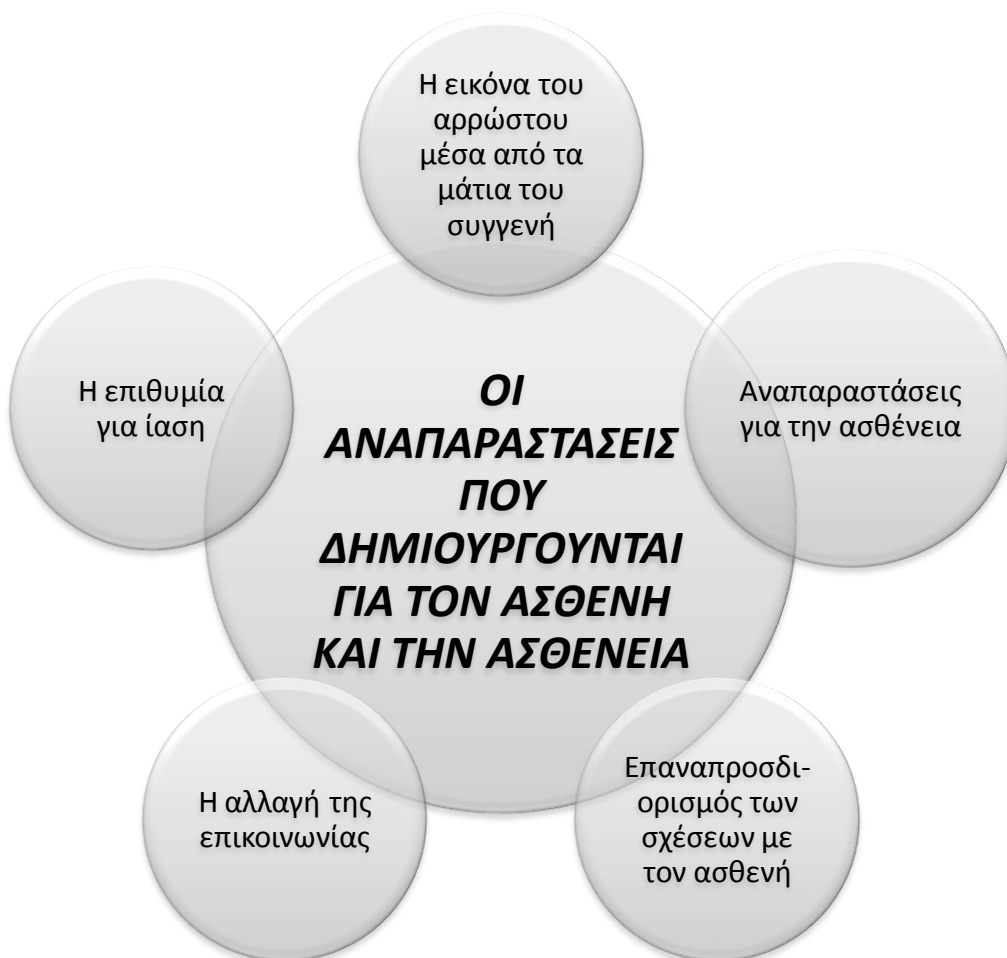 Η εικόνα του
αρρώστου
μέσα από τα
μάτια του
συγγενή
Η επιθυμία
για ίαση
ΟΙ
ΑΝΑΠΑΡΑΣΤΑΣΕΙΣ
ΠΟΥ
ΔΗΜΙΟΥΡΓΟΥΝΤΑΙ
ΓΙΑ ΤΟΝ ΑΣΘΕΝΗ
ΚΑΙ ΤΗΝ ΑΣΘΕΝΕΙΑ
Αναπαραστάσεις
για την ασθένεια
Η αλλαγή της
επικοινωνίας
Επαναπροσδι-
ορισμός των
σχέσεων με
τον ασθενή